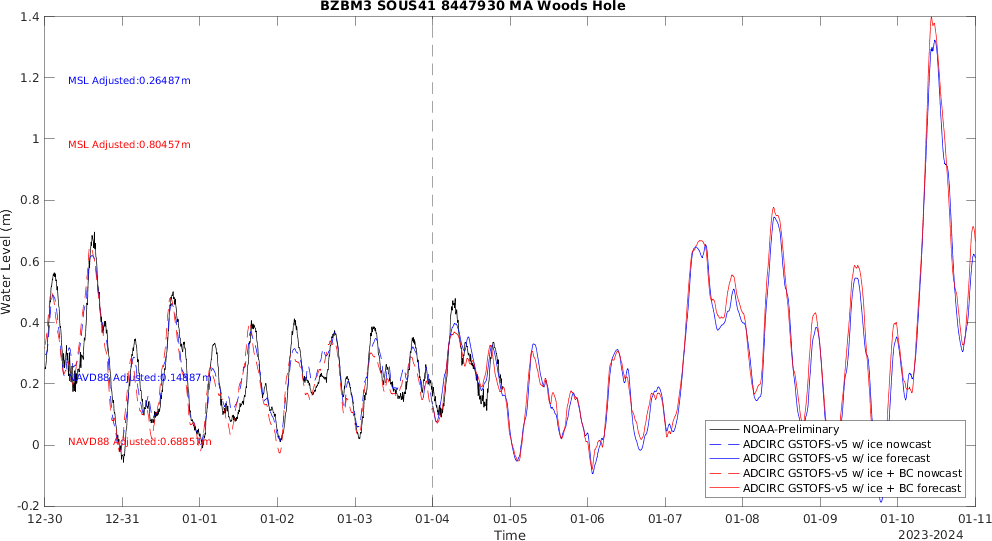 BZBM3 SOUS41 8447930 MA Woods Hole
1.4
1.2
1
0.8
0.6
0.4
0.2
0
-0.2
Water Level (m)
MSL Adjusted:0.26487m
MSL Adjusted:0.80457m
NAVD88 Adjusted:0.14887m
NAVD88 Adjusted:0.68857m
NOAA-Preliminary
ADCIRC GSTOFS-v5 w/ ice nowcast
ADCIRC GSTOFS-v5 w/ ice forecast
ADCIRC GSTOFS-v5 w/ ice + BC nowcast
ADCIRC GSTOFS-v5 w/ ice + BC forecast
12-30 12-31 01-01 01-02 01-03 01-04 01-05 01-06 01-07 01-08 01-09 01-10 01-11
Time
2023-2024